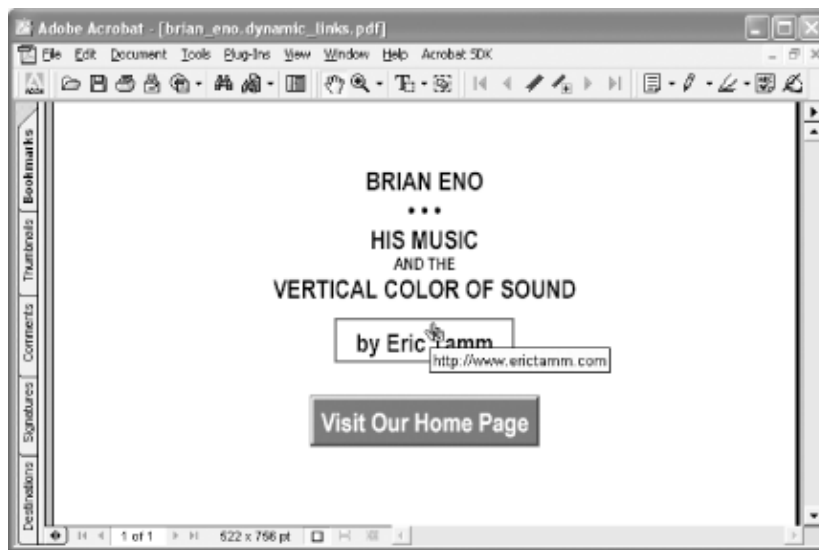 Adobe Acrobat - [brian_eno.dynamic_links.pdf]
File Edit Document Tools Plug-Ins View Window Help Acrobat SDK
Bookmarks
Thumbnails
Comments
Signatures
Destinations
BRIAN ENO
• • •
HIS MUSIC
AND THE
VERTICAL COLOR OF SOUND
by Eric Tamm
http://www.erictamm.com
Visit Our Home Page
1 of 1 522 x 756 pt